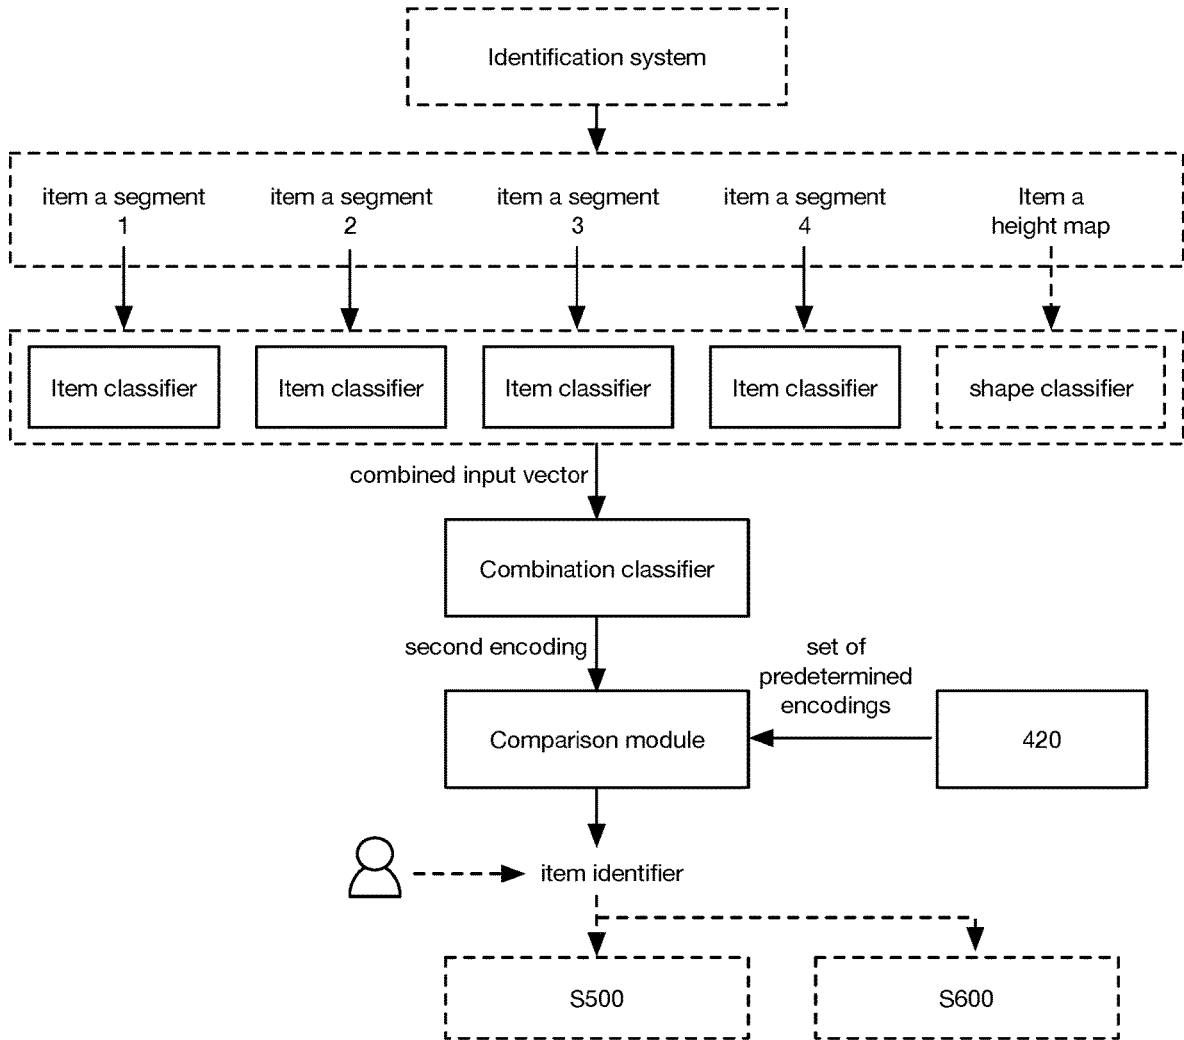 Identification system
item a segment
1
item a segment
2
item a segment
3
item a segment
4
Item a
height map
Item classifier
Item classifier
Item classifier
Item classifier
shape classifier
combined input vector
Combination classifier
second encoding
set of
predetermined
encodings
Comparison module
420
item identifier
S500
S600